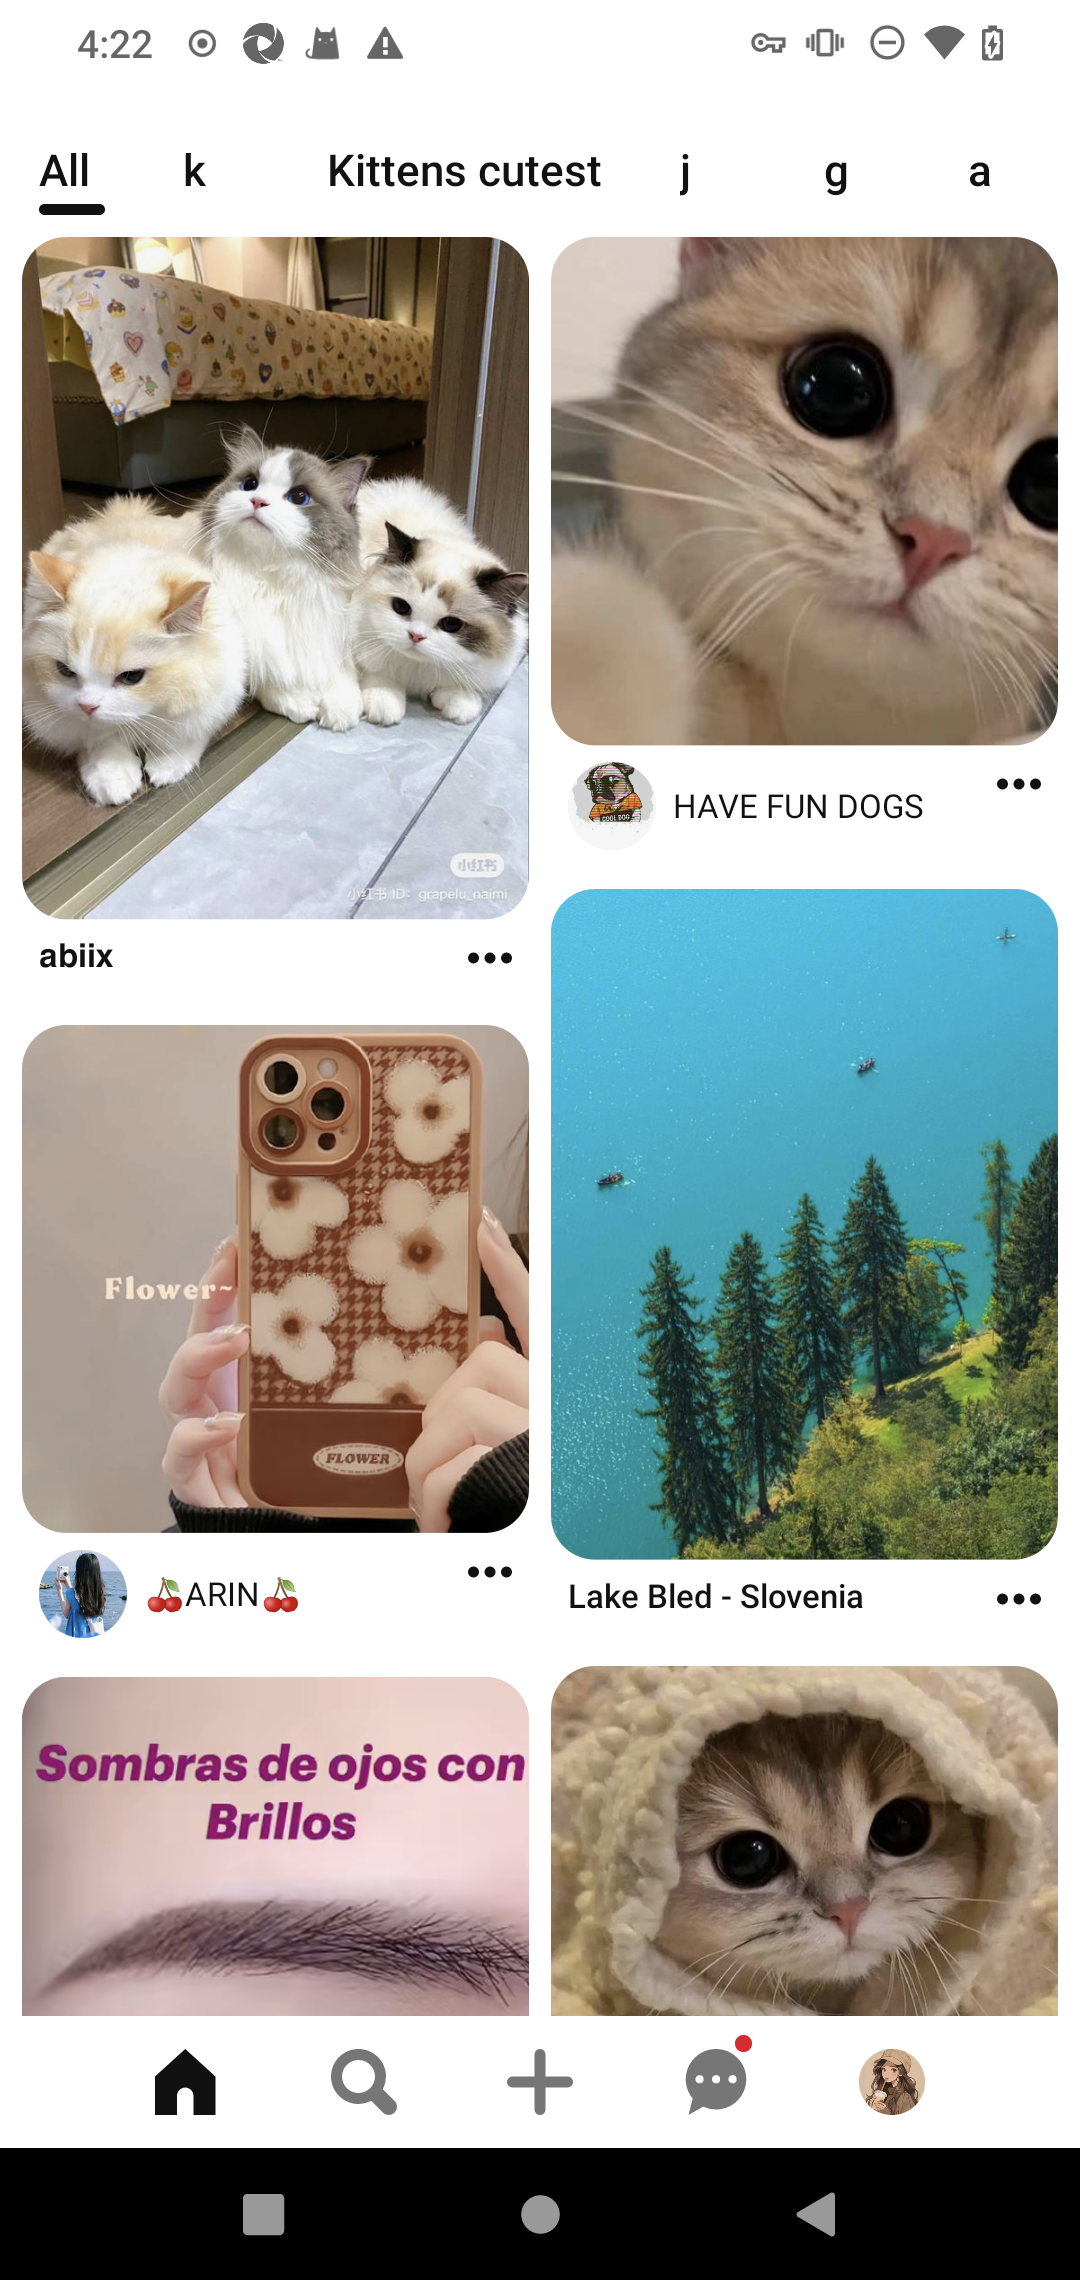 4:22
All k Kittens cutest j g a
小红书
小红书 ID: grapelu_naimi
abiix
COOL DOG
HAVE FUN DOGS
Flower~
FLOWER
🍒ARIN🍒
Lake Bled - Slovenia
Sombras de ojos con
Brillos